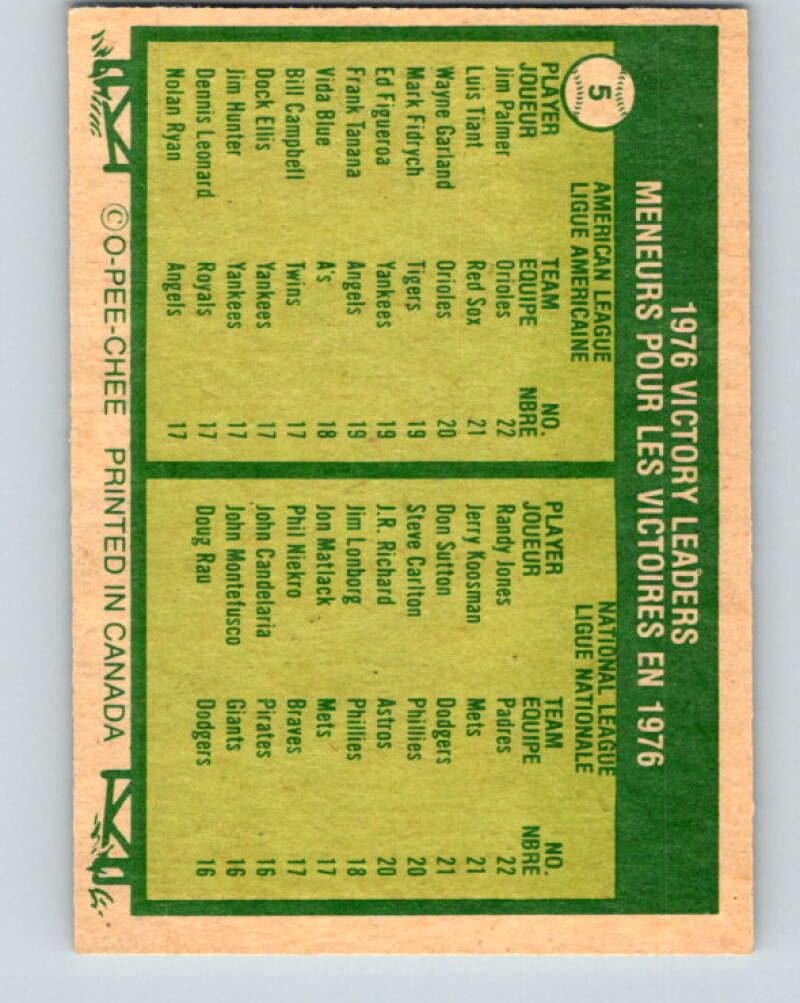 5
1976 VICTORY LEADERS
MENEURS POUR LES VICTOIRES EN 1976
AMERICAN LEAGUE
LIGUE AMERICAINE
PLAYER TEAM NO.
JOUEUR EQUIPE NBRE
Jim Palmer Orioles 22
Luis Tiant Red Sox 21
Wayne Garland Orioles 20
Mark Fidrych Tigers 19
Ed Figueroa Yankees 19
Frank Tanana Angels 19
Vida Blue A's 18
Bill Campbell Twins 17
Dock Ellis Yankees 17
Jim Hunter Yankees 17
Dennis Leonard Royals 17
Nolan Ryan Angels 17
NATIONAL LEAGUE
LIGUE NATIONALE
PLAYER TEAM NO.
JOUEUR EQUIPE NBRE
Randy Jones Padres 22
Jerry Koosman Mets 21
Don Sutton Dodgers 21
Steve Carlton Phillies 20
J.R. Richard Astros 20
Jim Lonborg Phillies 18
Jon Matlack Mets 17
Phil Niekro Braves 17
John Candelaria Pirates 16
John Montefusco Giants 16
Doug Rau Dodgers 16
©O-PEE-CHEE PRINTED IN CANADA